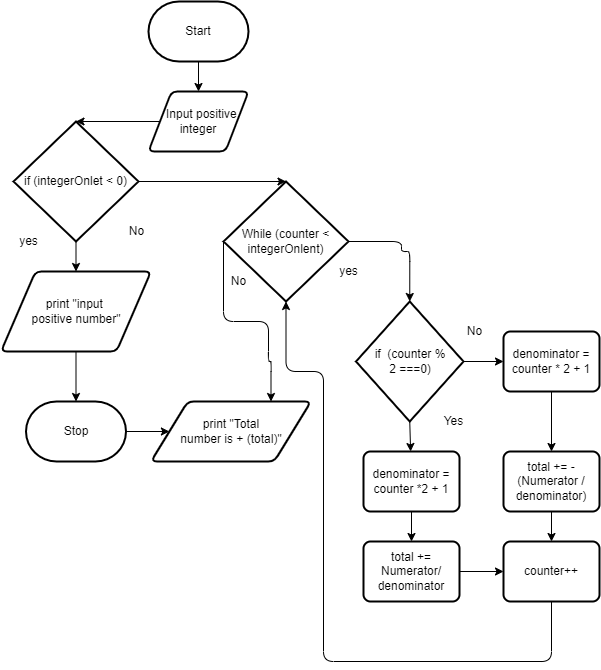 Start
Input positive
integer
if (integerOnlet < 0)
yes
No
print "input
positive number"
Stop
print "Total
number is + (total)"
While (counter <
integerOnlent)
No
yes
if (counter %
2 ===0)
No
Yes
denominator =
counter * 2 + 1
total += -
(Numerator /
denominator)
denominator =
counter *2 + 1
total +=
Numerator/
denominator
counter++